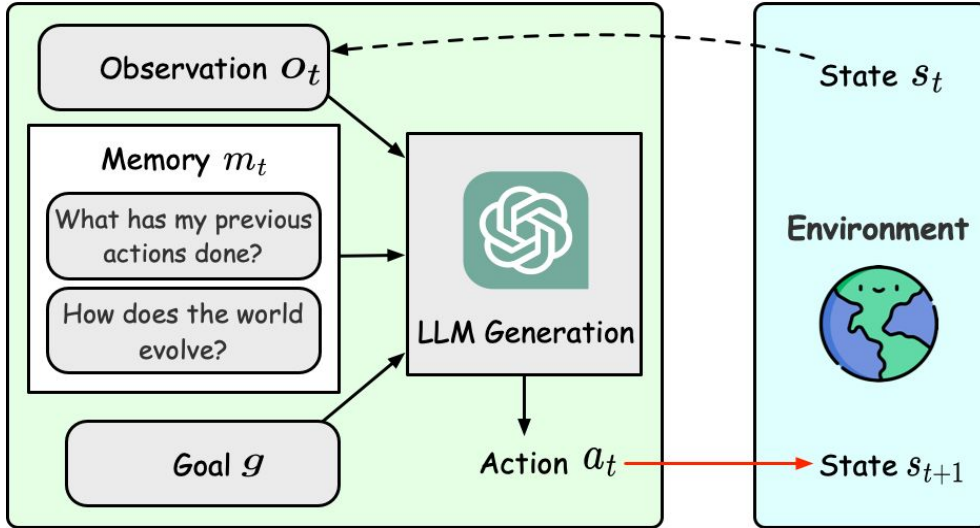 Observation o_t
State s_t
Memory m_t
What has my previous
actions done?
How does the world
evolve?
LLM Generation
Environment
Goal g
Action a_t
State s_{t+1}